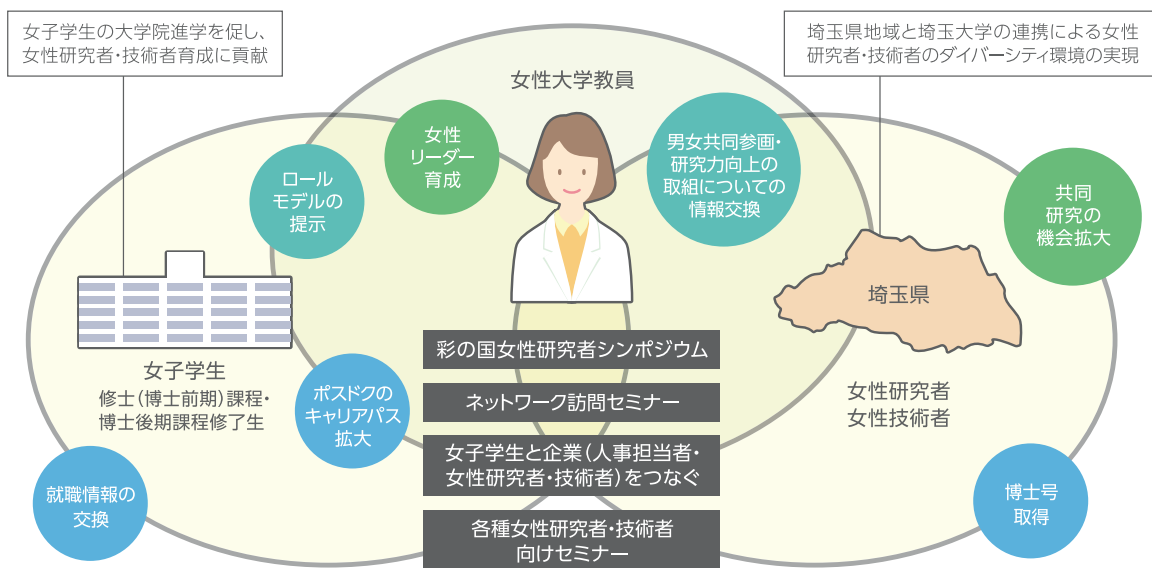 女子学生の大学院進学を促し、
女性研究者・技術者育成に貢献
埼玉県地域と埼玉大学の連携による女性
研究者・技術者のダイバーシティ環境の実現
女性大学教員
女性
リーダー
育成
男女共同参画・
研究力向上の
取組についての
情報交換
ロール
モデルの
提示
共同
研究の
機会拡大
埼玉県
女子学生
修士(博士前期)課程・
博士後期課程修了生
女性研究者
女性技術者
ポスドクの
キャリアパス
拡大
就職情報の
交換
博士号
取得
彩の国女性研究者シンポジウム
ネットワーク訪問セミナー
女子学生と企業(人事担当者・
女性研究者・技術者)をつなぐ
各種女性研究者・技術者
向けセミナー